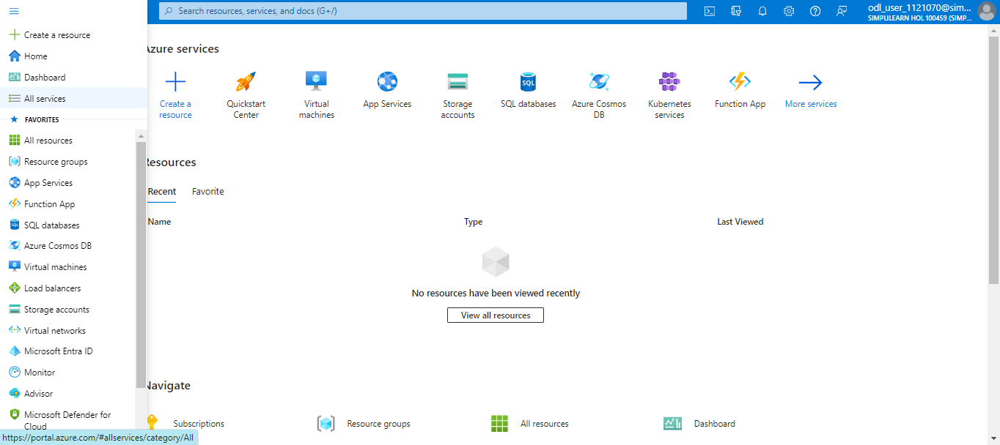 Search resources, services, and docs (G+/)
odl_user_1121070@sim...
SIMPLILEARN HOL 100459 (SIMP...
Create a resource
Home
Dashboard
All services
FAVORITES
All resources
Resource groups
App Services
Function App
SQL databases
Azure Cosmos DB
Virtual machines
Load balancers
Storage accounts
Virtual networks
Microsoft Entra ID
Monitor
Advisor
Microsoft Defender for
Cloud
https://portal.azure.com/#allservices/category/All
Azure services
Create a
resource
Quickstart
Center
Virtual
machines
App Services
Storage
accounts
SQL
SQL databases
Azure Cosmos
DB
Kubernetes
services
Function App
More services
Resources
Recent
Favorite
Name
Type
Last Viewed
No resources have been viewed recently
View all resources
Navigate
Subscriptions
Resource groups
All resources
Dashboard